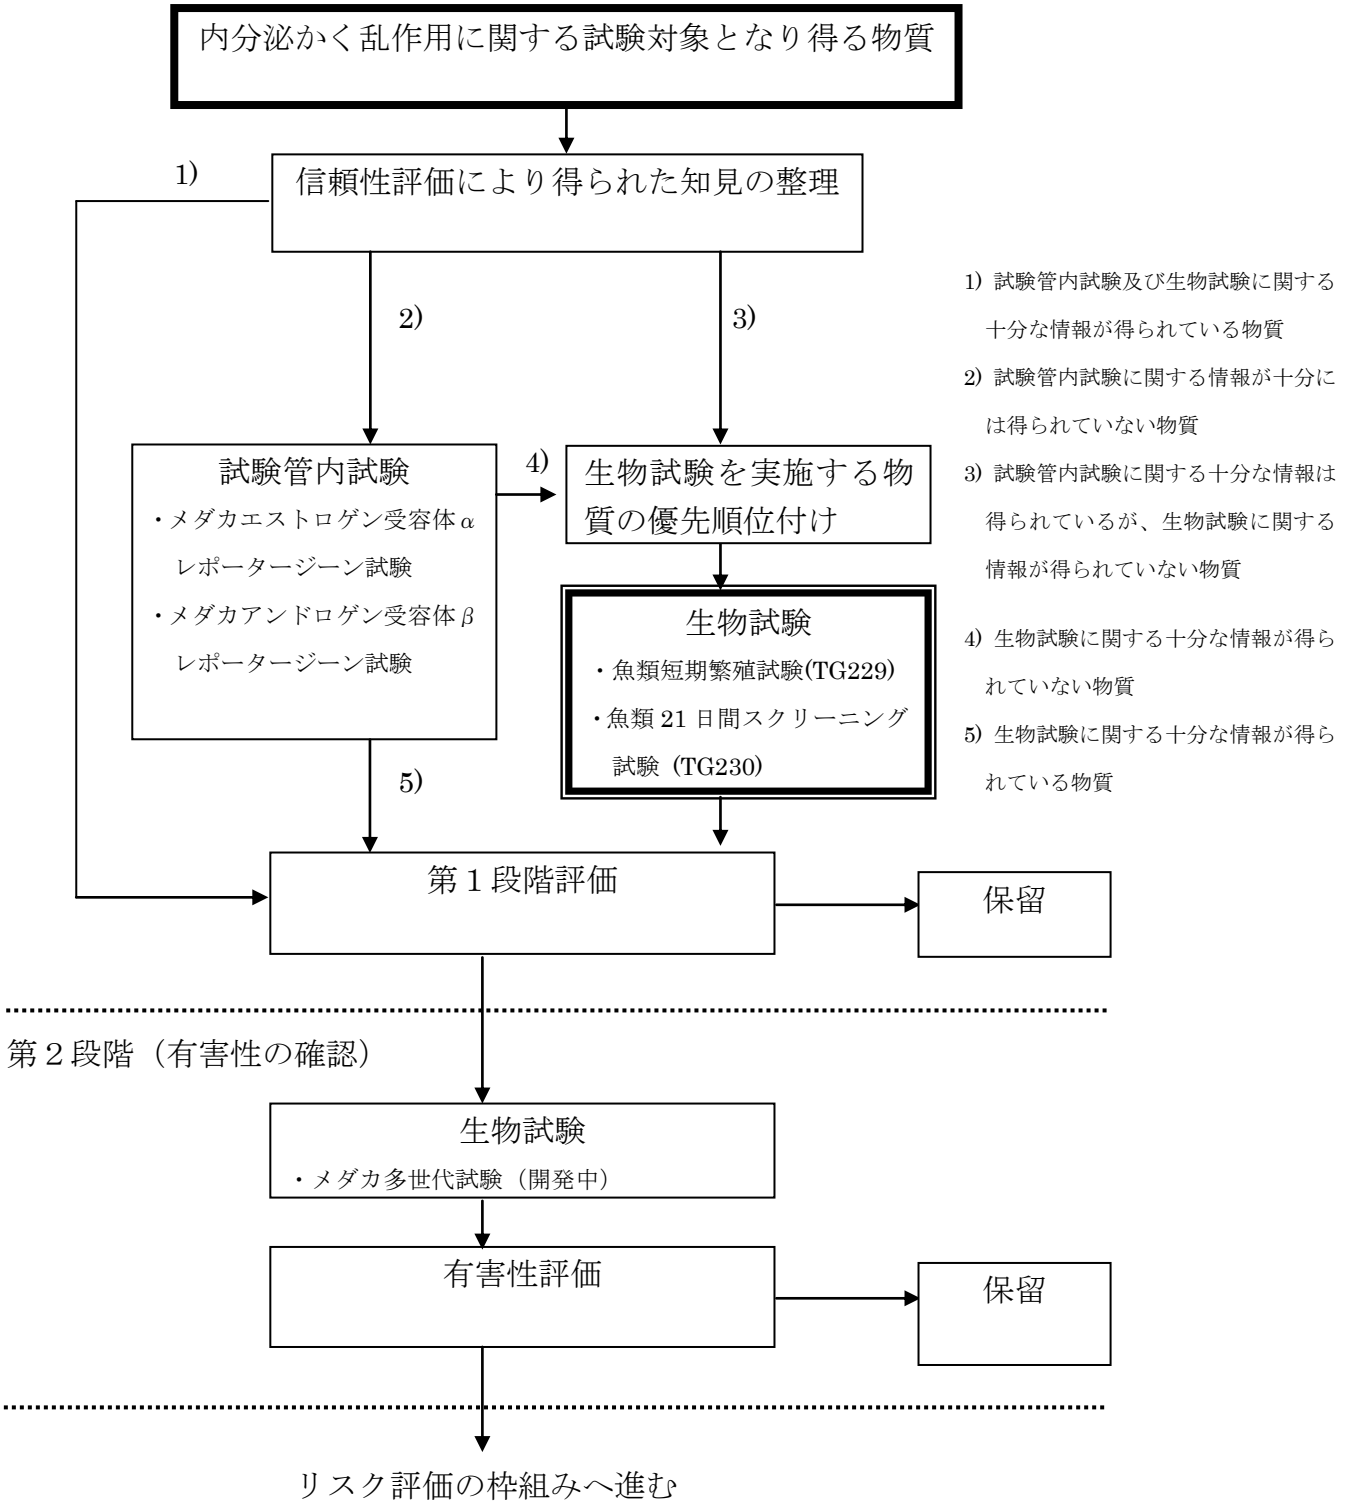 内分泌かく乱作用に関する試験対象となり得る物質
1)
信頼性評価により得られた知見の整理
2)
3)
1) 試験管内試験及び生物試験に関する
十分な情報が得られている物質
2) 試験管内試験に関する情報が十分に
は得られていない物質
3) 試験管内試験に関する十分な情報は
得られているが、生物試験に関する
情報が得られていない物質
4) 生物試験に関する十分な情報が得ら
れていない物質
5) 生物試験に関する十分な情報が得ら
れている物質
試験管内試験
・メダカエストロゲン受容体α
レポータージーン試験
・メダカアンドロゲン受容体β
レポータージーン試験
4)
生物試験を実施する物
質の優先順位付け
生物試験
・魚類短期繁殖試験(TG229)
・魚類 21 日間スクリーニング
試験 (TG230)
5)
第１段階評価
保留
第２段階（有害性の確認）
生物試験
・メダカ多世代試験（開発中）
有害性評価
保留
リスク評価の枠組みへ進む